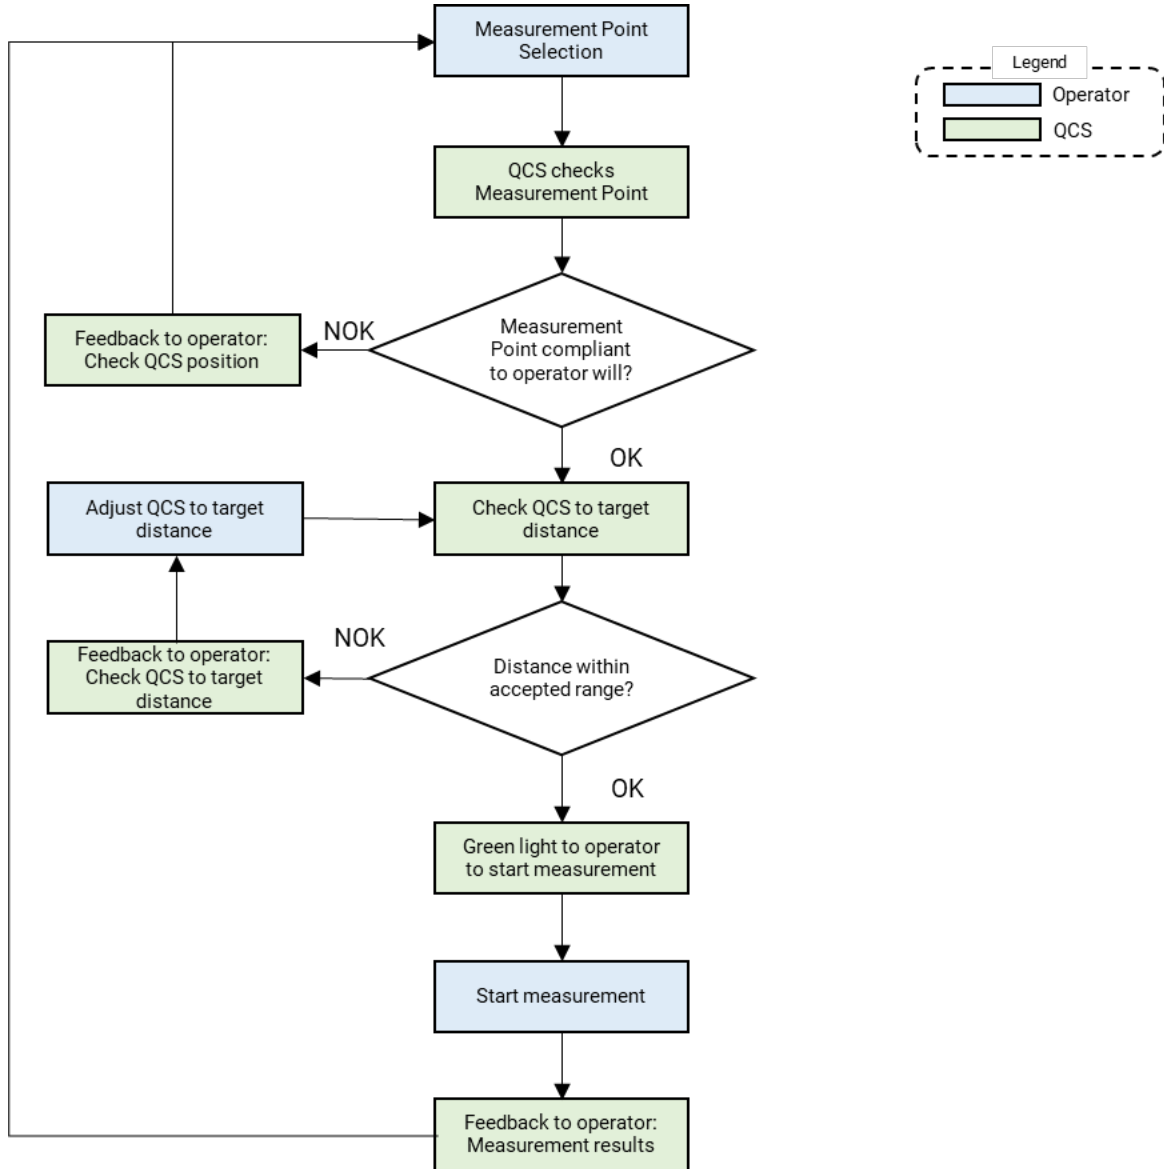 Measurement Point
Selection
Legend
Operator
QCS
QCS checks
Measurement Point
Measurement
Point compliant
to operator will?
NOK
Feedback to operator:
Check QCS position
OK
Adjust QCS to target
distance
Check QCS to target
distance
NOK
Feedback to operator:
Check QCS to target
distance
Distance within
accepted range?
OK
Green light to operator
to start measurement
Start measurement
Feedback to operator:
Measurement results